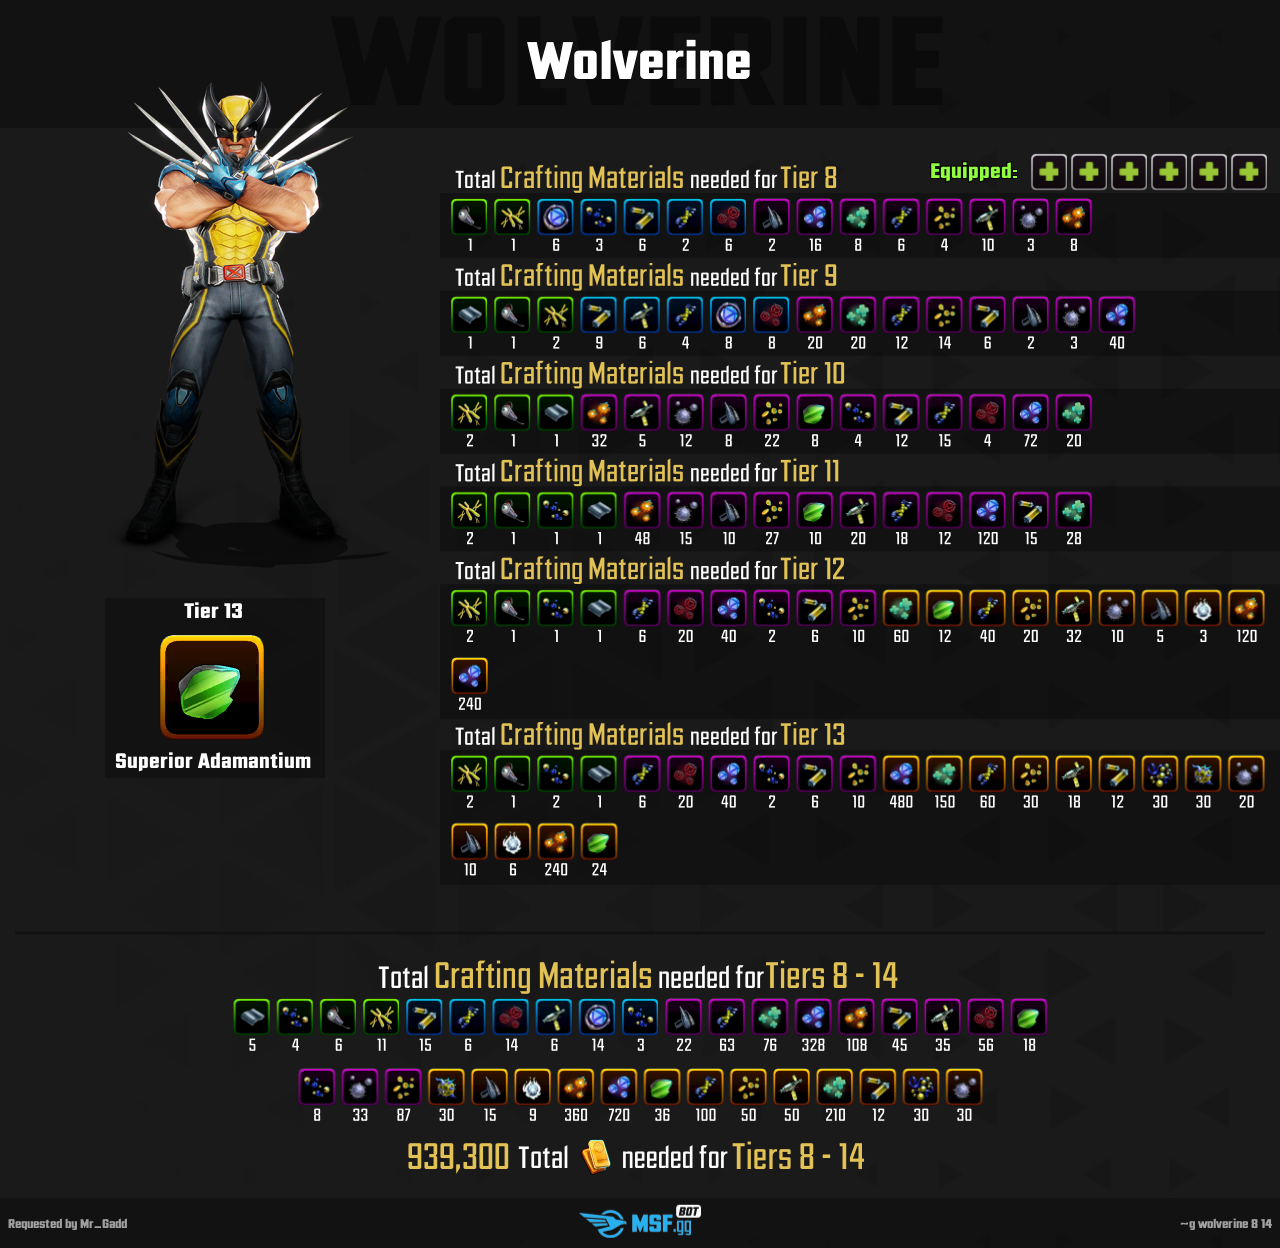 WOLVERINE
Wolverine
Equipped:
Total Crafting Materials needed for Tier 8
1 1 6 3 6 2 6 2 16 8 6 4 10 3 8
Total Crafting Materials needed for Tier 9
1 1 2 9 6 4 8 8 20 20 12 14 6 2 3 40
Total Crafting Materials needed for Tier 10
2 1 1 32 5 12 8 22 8 4 12 15 4 72 20
Total Crafting Materials needed for Tier 11
2 1 1 1 48 15 10 27 10 20 18 12 120 15 28
Total Crafting Materials needed for Tier 12
2 1 1 1 6 20 40 2 6 10 60 12 40 20 32 10 5 3 120
240
Total Crafting Materials needed for Tier 13
2 1 2 1 6 20 40 2 6 10 480 150 60 30 18 12 30 30 20
10 6 240 24
Tier 13
Superior Adamantium
Total Crafting Materials needed for Tiers 8 - 14
5 4 6 11 15 6 14 6 14 3 22 63 76 328 108 45 35 56 18
8 33 87 30 15 9 360 720 36 100 50 50 210 12 30 30
939,300 Total needed for Tiers 8 - 14
Requested by Mr_Gadd
MSF.gg BOT
~g wolverine 8 14